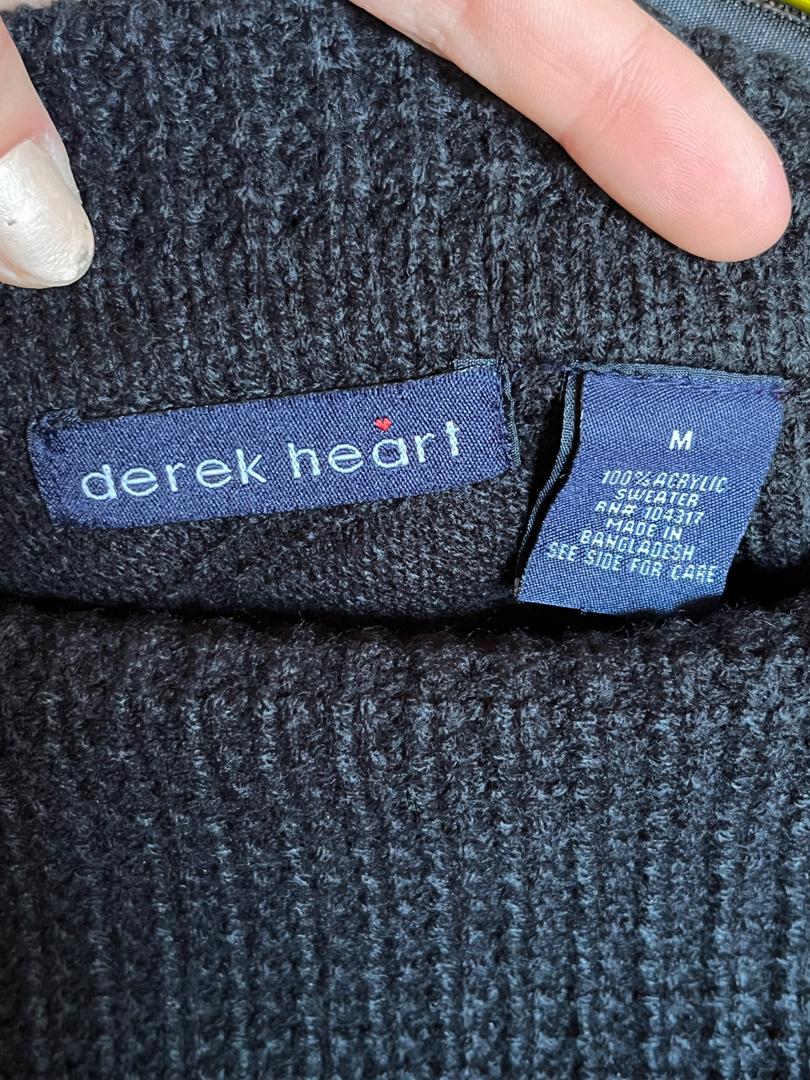 derek heart
M
100% ACRYLIC
SWEATER
RN# 104317
MADE IN
BANGLADESH
SEE SIDE FOR CARE